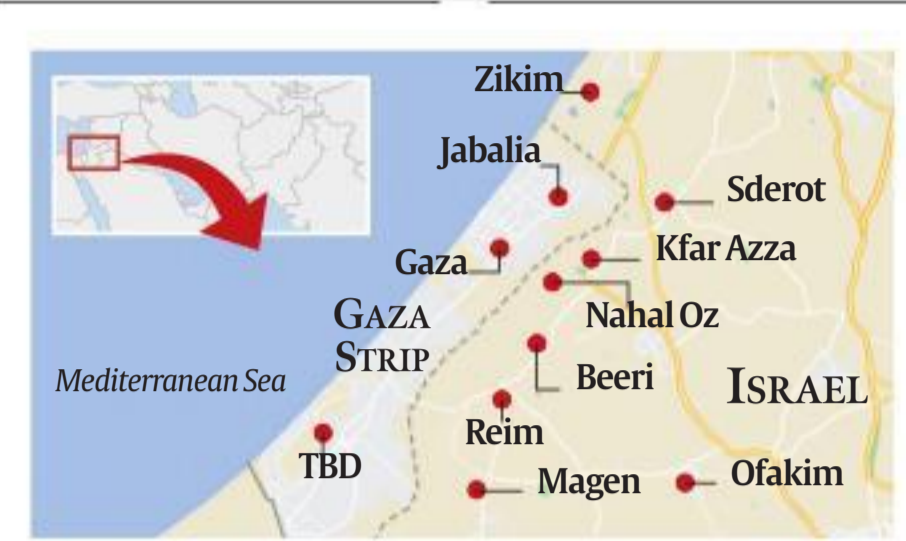 Zikim
Jabalia
Sderot
Kfar Azza
Gaza
Nahal Oz
GAZA
STRIP
Mediterranean Sea
Beeri
ISRAEL
Reim
TBD
Magen
Ofakim